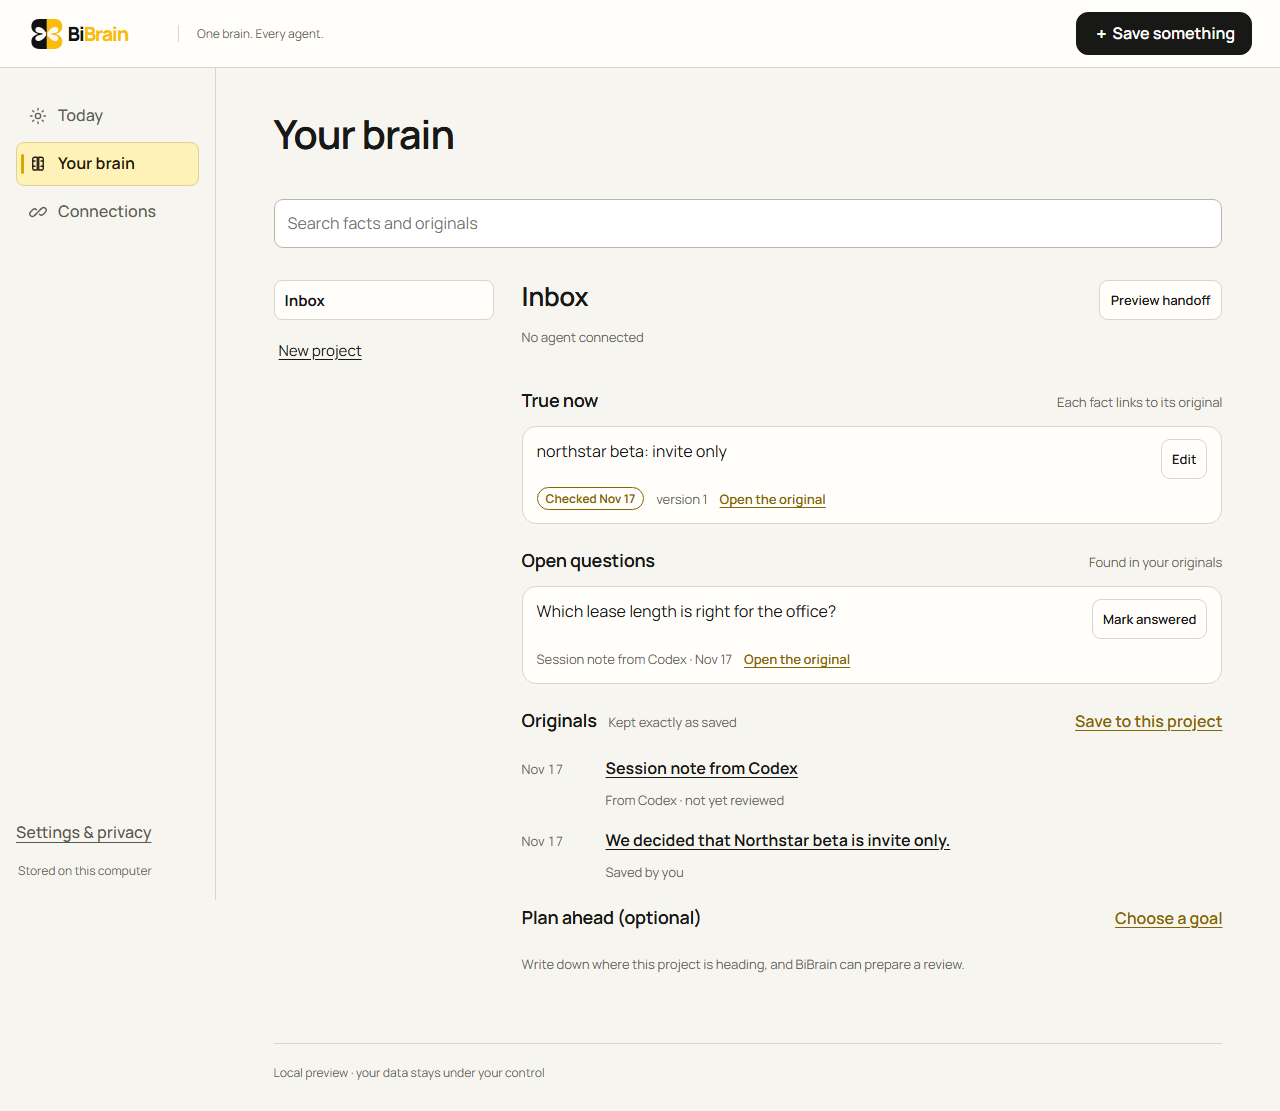 BiBrain
One brain. Every agent.
+ Save something
Today
Your brain
Connections
Settings & privacy
Stored on this computer
Your brain
Search facts and originals
Inbox
New project
Inbox
Preview handoff
No agent connected
True now
Each fact links to its original
northstar beta: invite only
Edit
Checked Nov 17 version 1 Open the original
Open questions
Found in your originals
Which lease length is right for the office?
Mark answered
Session note from Codex · Nov 17 Open the original
Originals Kept exactly as saved
Save to this project
Nov 17 Session note from Codex
From Codex · not yet reviewed
Nov 17 We decided that Northstar beta is invite only.
Saved by you
Plan ahead (optional)
Choose a goal
Write down where this project is heading, and BiBrain can prepare a review.
Local preview · your data stays under your control